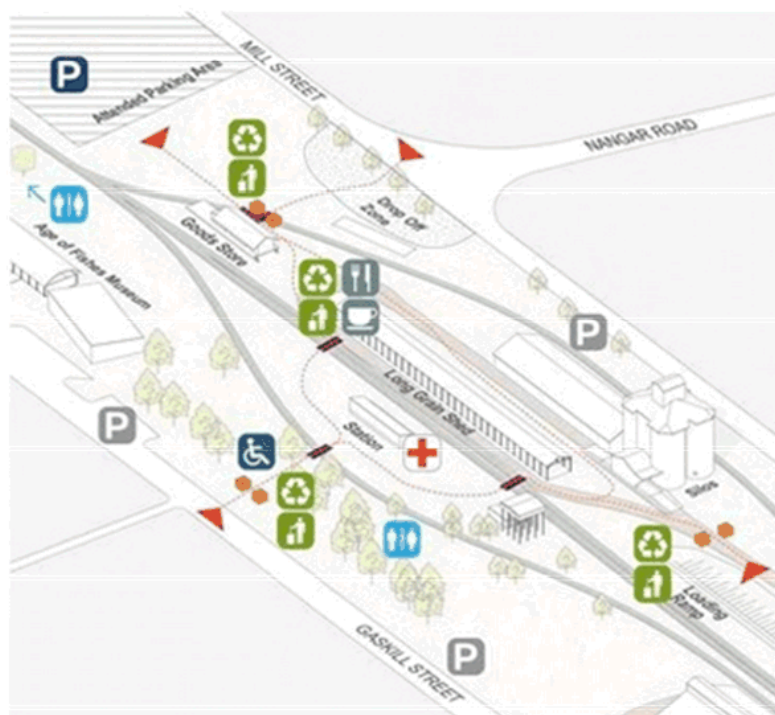 P
Attended Parking Area
MILL STREET
NANGAR ROAD
Drop Off
Zone
Goods Store
Age of Fishes Museum
P
Long Grain Shed
Station
P
Silos
Loading
Ramp
GASKILL STREET
P